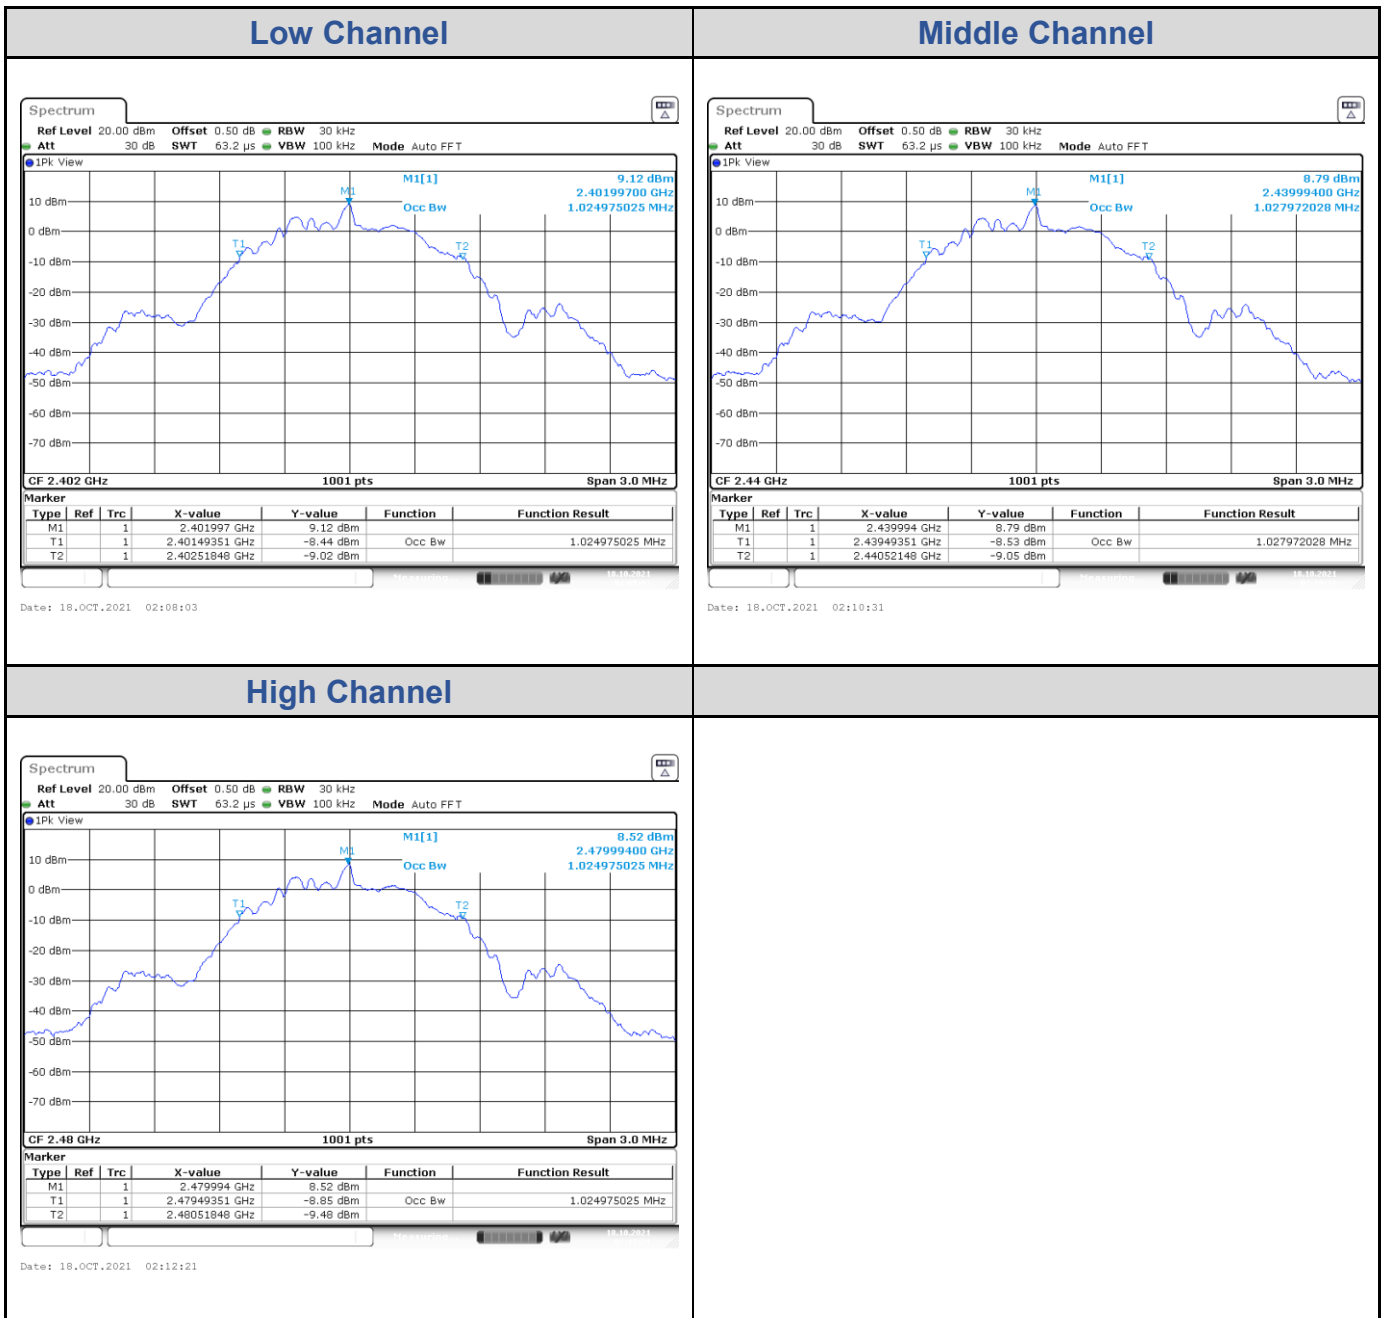 Low Channel
Middle Channel
Spectrum
Ref Level 20.00 dBm Offset 0.50 dB RBW 30 kHz
Att 30 dB SWT 63.2 µs VBW 100 kHz Mode Auto FFT
1Pk View
M1[1] 9.12 dBm
2.40199700 GHz
Occ Bw 1.024975025 MHz
M1
T1
T2
10 dBm
0 dBm
-10 dBm
-20 dBm
-30 dBm
-40 dBm
-50 dBm
-60 dBm
-70 dBm
CF 2.402 GHz 1001 pts Span 3.0 MHz
Marker
Type Ref Trc X-value Y-value Function Function Result
M1 1 2.401997 GHz 9.12 dBm
T1 1 2.40149351 GHz -8.44 dBm Occ Bw 1.024975025 MHz
T2 1 2.40251848 GHz -9.02 dBm
Measuring 18.10.2021
Date: 18.OCT.2021 02:08:03
Spectrum
Ref Level 20.00 dBm Offset 0.50 dB RBW 30 kHz
Att 30 dB SWT 63.2 µs VBW 100 kHz Mode Auto FFT
1Pk View
M1[1] 8.79 dBm
2.43999400 GHz
Occ Bw 1.027972028 MHz
M1
T1
T2
10 dBm
0 dBm
-10 dBm
-20 dBm
-30 dBm
-40 dBm
-50 dBm
-60 dBm
-70 dBm
CF 2.44 GHz 1001 pts Span 3.0 MHz
Marker
Type Ref Trc X-value Y-value Function Function Result
M1 1 2.439994 GHz 8.79 dBm
T1 1 2.43949351 GHz -8.53 dBm Occ Bw 1.027972028 MHz
T2 1 2.44052148 GHz -9.05 dBm
Measuring 18.10.2021
Date: 18.OCT.2021 02:10:31
High Channel
Spectrum
Ref Level 20.00 dBm Offset 0.50 dB RBW 30 kHz
Att 30 dB SWT 63.2 µs VBW 100 kHz Mode Auto FFT
1Pk View
M1[1] 8.52 dBm
2.47999400 GHz
Occ Bw 1.024975025 MHz
M1
T1
T2
10 dBm
0 dBm
-10 dBm
-20 dBm
-30 dBm
-40 dBm
-50 dBm
-60 dBm
-70 dBm
CF 2.48 GHz 1001 pts Span 3.0 MHz
Marker
Type Ref Trc X-value Y-value Function Function Result
M1 1 2.479994 GHz 8.52 dBm
T1 1 2.47949351 GHz -8.85 dBm Occ Bw 1.024975025 MHz
T2 1 2.48051848 GHz -9.48 dBm
Measuring 18.10.2021
Date: 18.OCT.2021 02:12:21